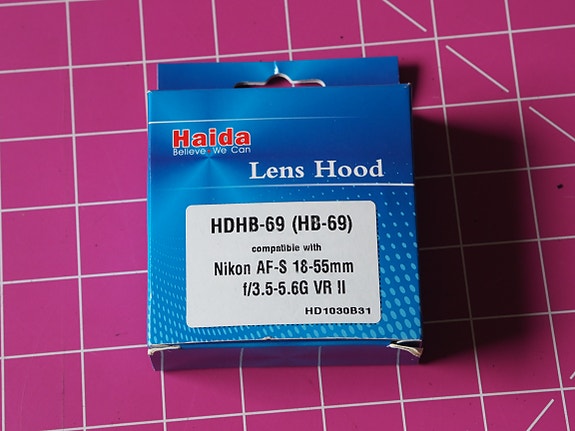 Haida
Believe We Can
Lens Hood
HDHB-69 (HB-69)
compatible with
Nikon AF-S 18-55mm
f/3.5-5.6G VR II
HD1030B31